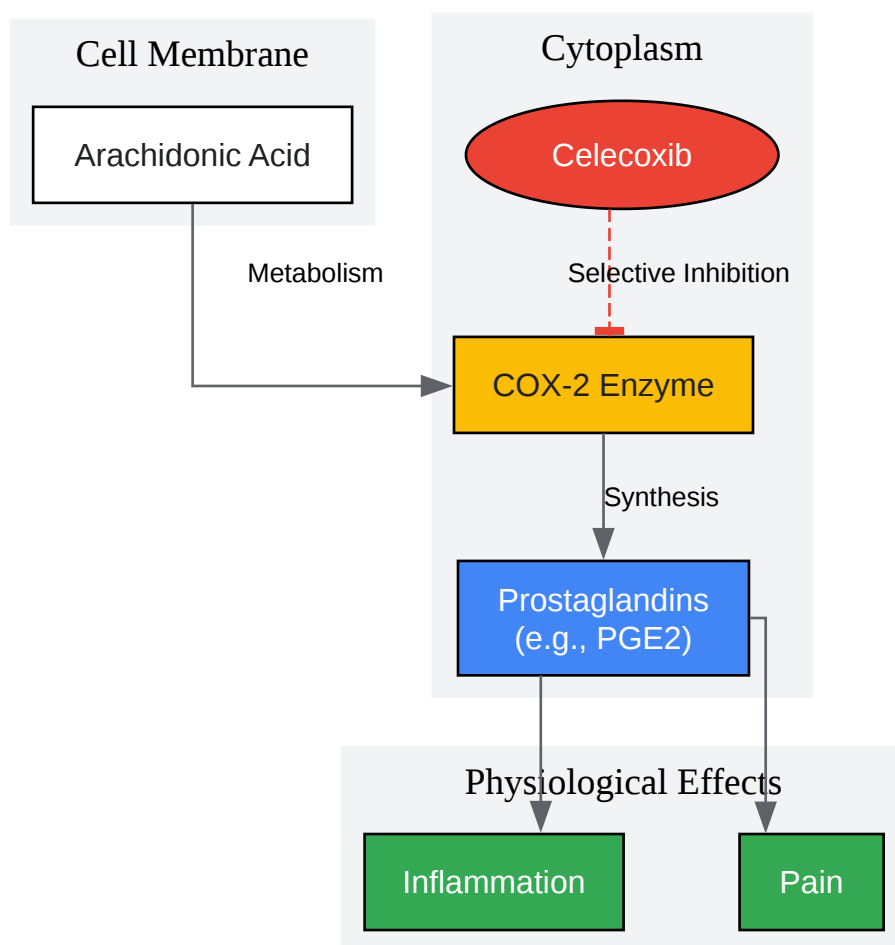 Cell Membrane
Arachidonic Acid
Cytoplasm
Celecoxib
Metabolism
Selective Inhibition
COX-2 Enzyme
Synthesis
Prostaglandins
(e.g., PGE2)
Physiological Effects
Inflammation
Pain